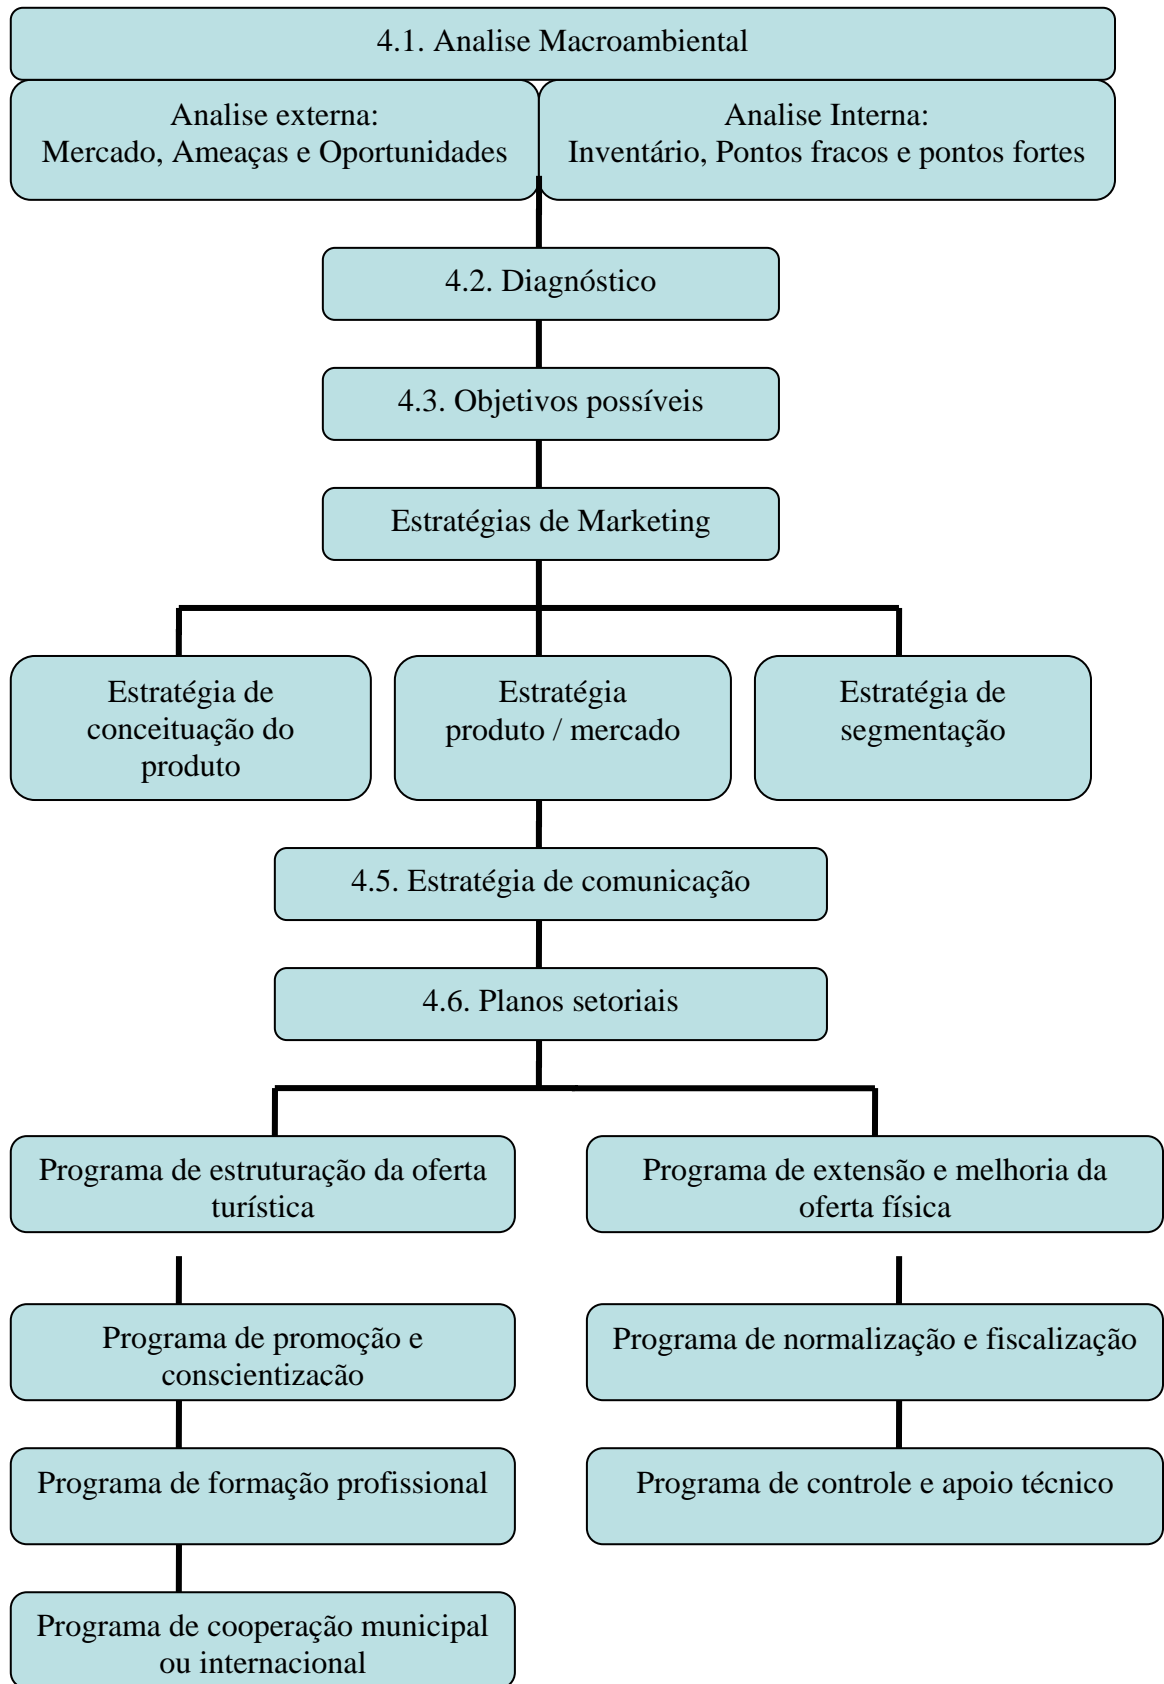 4.1. Analise Macroambiental
Analise externa:
Mercado, Ameaças e Oportunidades
Analise Interna:
Inventário, Pontos fracos e pontos fortes
4.2. Diagnóstico
4.3. Objetivos possíveis
Estratégias de Marketing
Estratégia de
conceituação do
produto
Estratégia
produto / mercado
Estratégia de
segmentação
4.5. Estratégia de comunicação
4.6. Planos setoriais
Programa de estruturação da oferta
turística
Programa de extensão e melhoria da
oferta física
Programa de promoção e
conscientizacão
Programa de normalização e fiscalização
Programa de formação profissional
Programa de controle e apoio técnico
Programa de cooperação municipal
ou internacional